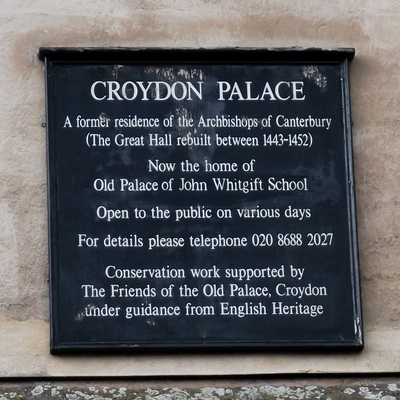 CROYDON PALACE
A former residence of the Archbishops of Canterbury
(The Great Hall rebuilt between 1443-1452)
Now the home of
Old Palace of John Whitgift School
Open to the public on various days
For details please telephone 020 8688 2027
Conservation work supported by
The Friends of the Old Palace, Croydon
under guidance from English Heritage